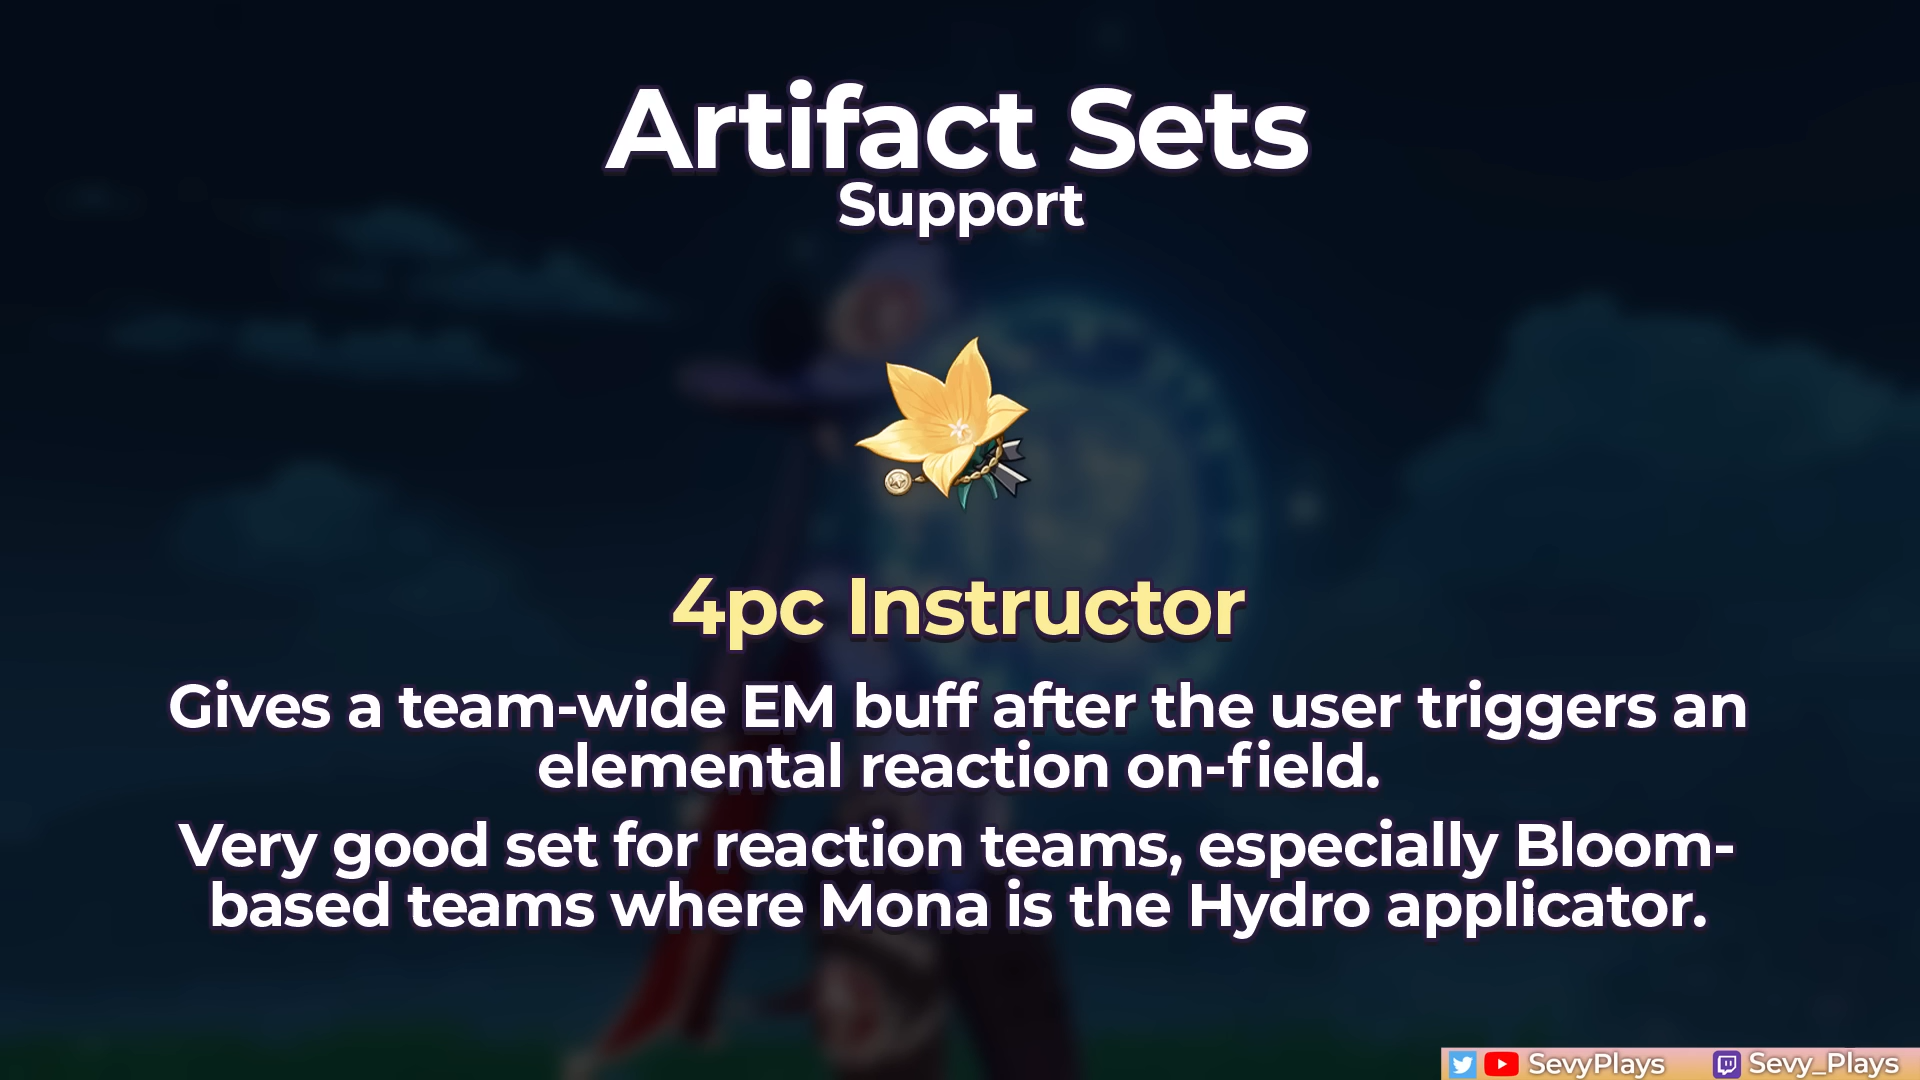 Artifact Sets
Support
4pc Instructor
Gives a team-wide EM buff after the user triggers an
elemental reaction on-field.
Very good set for reaction teams, especially Bloom-
based teams where Mona is the Hydro applicator.
SevyPlays Sevy_Plays